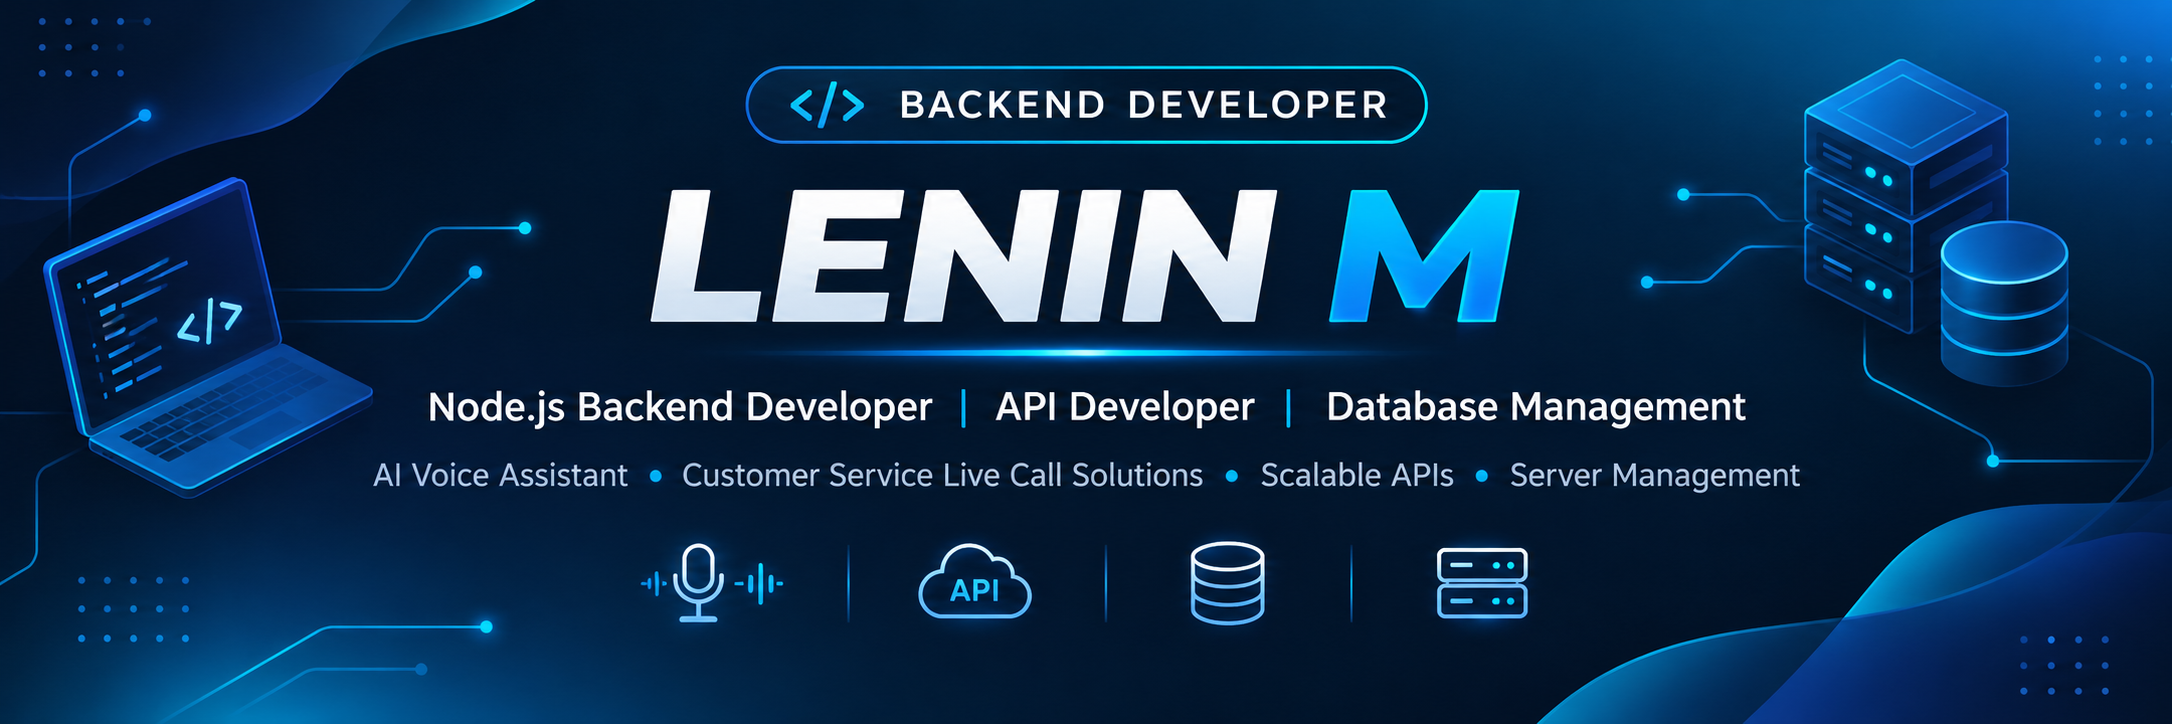 </> BACKEND DEVELOPER
LENIN M
</>
Node.js Backend Developer | API Developer | Database Management
AI Voice Assistant • Customer Service Live Call Solutions • Scalable APIs • Server Management
API